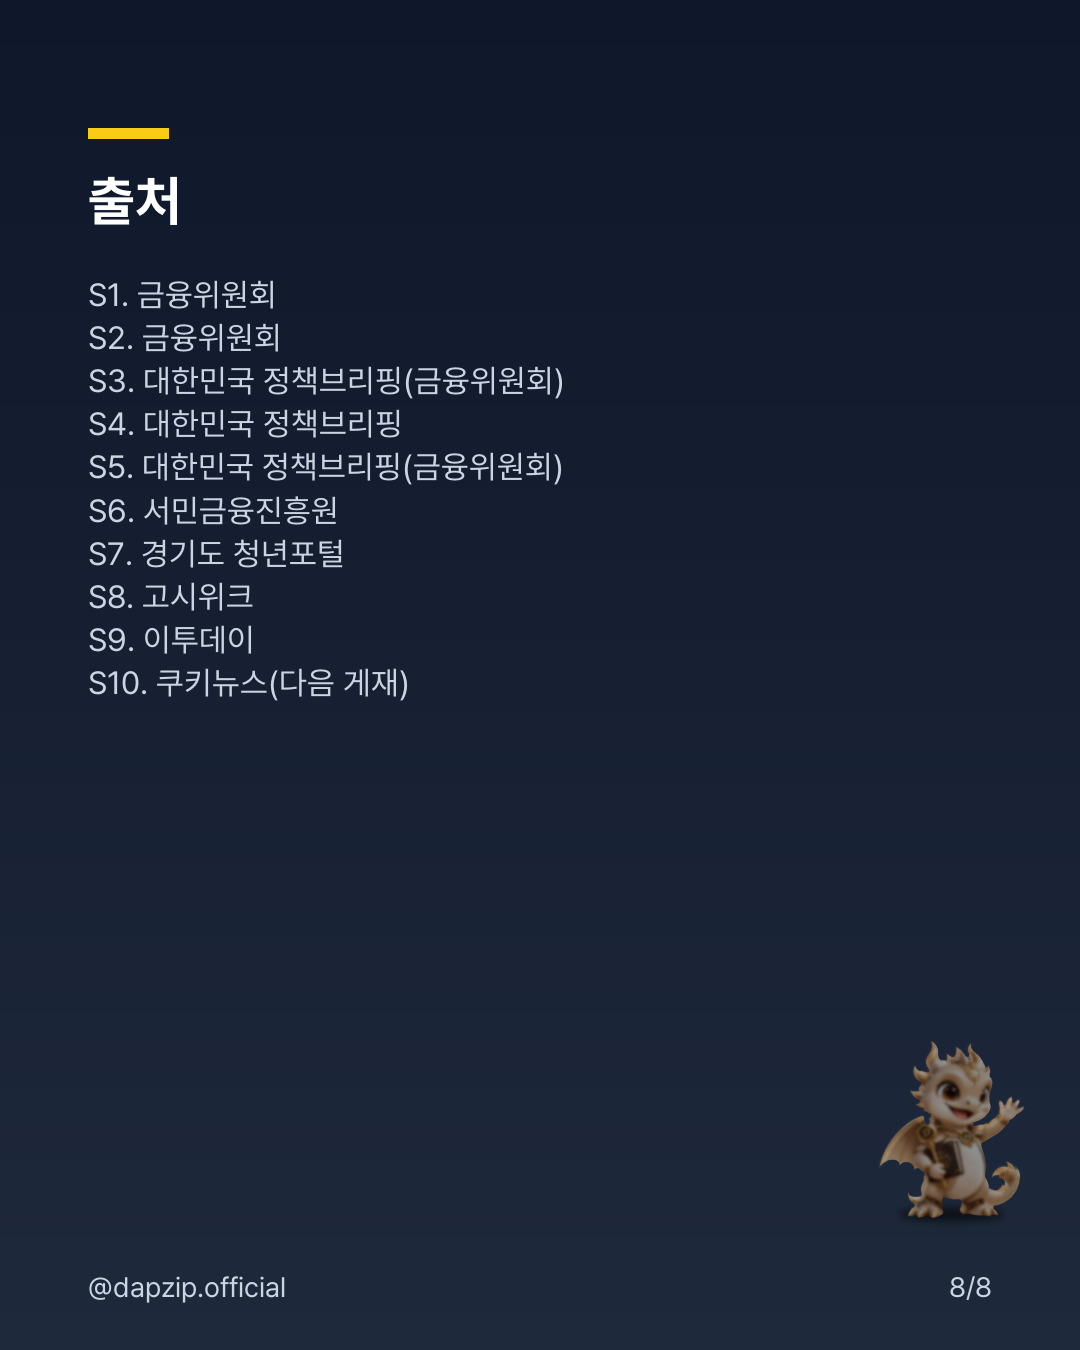 출처
S1. 금융위원회
S2. 금융위원회
S3. 대한민국 정책브리핑(금융위원회)
S4. 대한민국 정책브리핑
S5. 대한민국 정책브리핑(금융위원회)
S6. 서민금융진흥원
S7. 경기도 청년포털
S8. 고시위크
S9. 이투데이
S10. 쿠키뉴스(다음 게재)
@dapzip.official
8/8